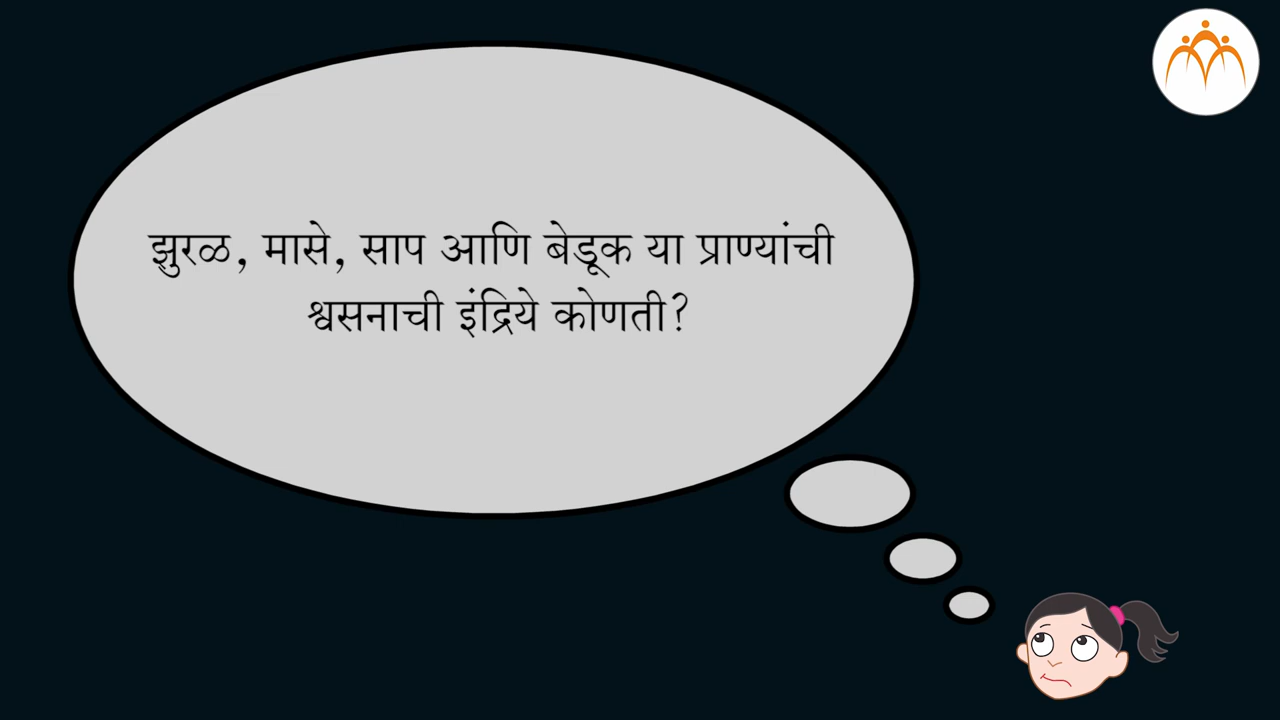 झुरळ, मासे, साप आणि बेडूक या प्राण्यांची
श्वसनाची इंद्रिये कोणती?